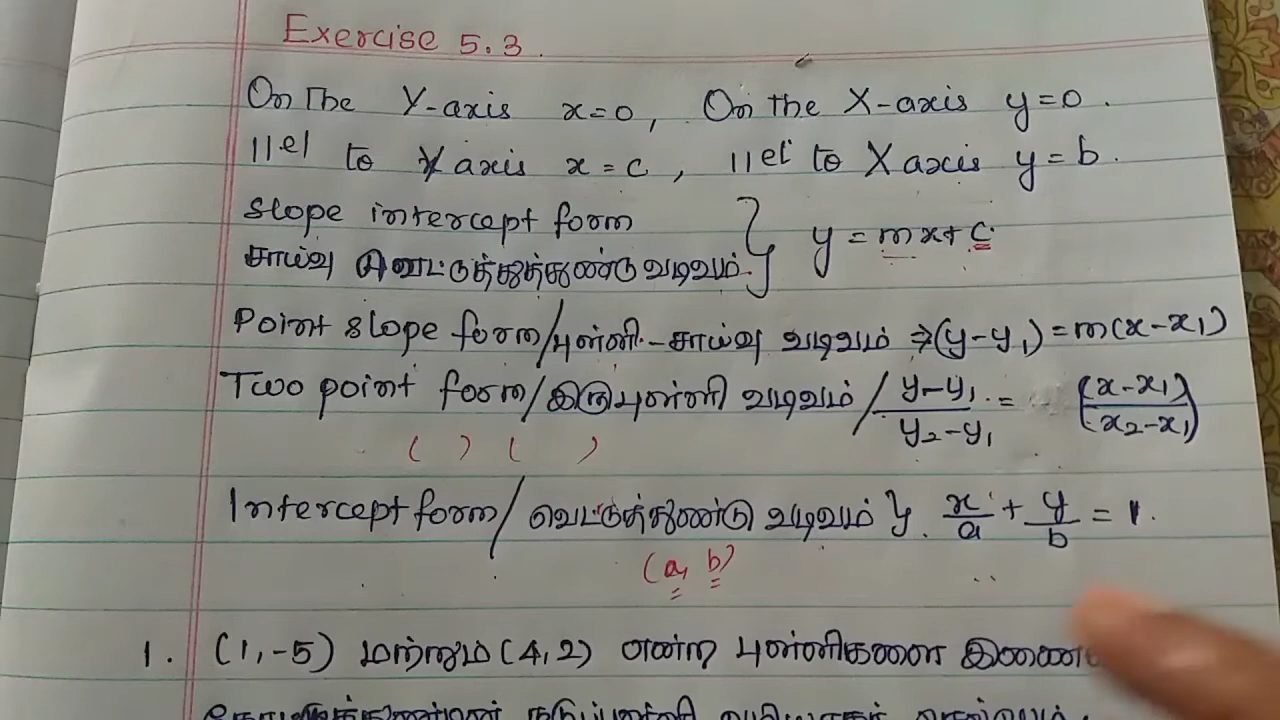 Exercise 5.3.
On The Y-axis x=0, On the X-axis y=0.
||el to Y axis x=c, ||el to X axis y=b.
Slope intercept form
சாய்வு வெட்டுத்துண்டு வடிவம் } y=mx+c.
Point slope form/புள்ளி-சாய்வு வடிவம் ⇒(y-y₁)=m(x-x₁)
Two point form/இருபுள்ளி வடிவம் / (y-y₁)/(y₂-y₁) = (x-x₁)/(x₂-x₁)
( ) ( )
Intercept form/வெட்டுத்துண்டு வடிவம் } x/a + y/b = 1.
(a, b)
1. (1,-5) மற்றும் (4,2) என்ற புள்ளிகளை